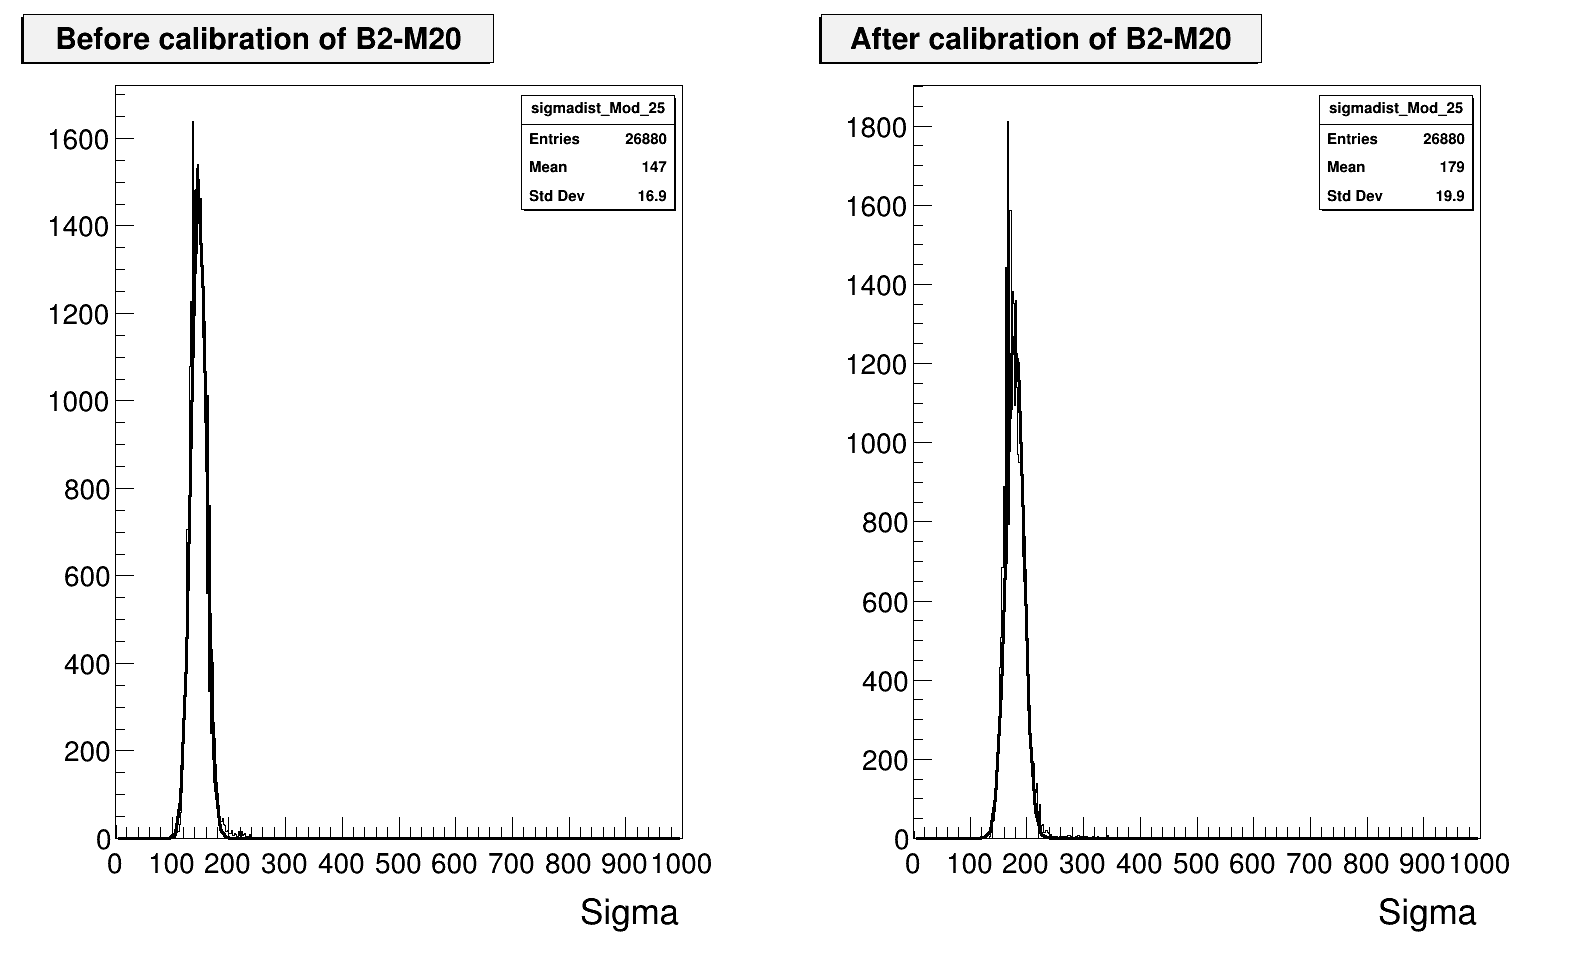 Before calibration of B2-M20
sigmadist_Mod_25
Entries 26880
Mean 147
Std Dev 16.9
1600
1400
1200
1000
800
600
400
200
0
0 100 200 300 400 500 600 700 800 900 1000
Sigma
After calibration of B2-M20
sigmadist_Mod_25
Entries 26880
Mean 179
Std Dev 19.9
1800
1600
1400
1200
1000
800
600
400
200
0
0 100 200 300 400 500 600 700 800 900 1000
Sigma